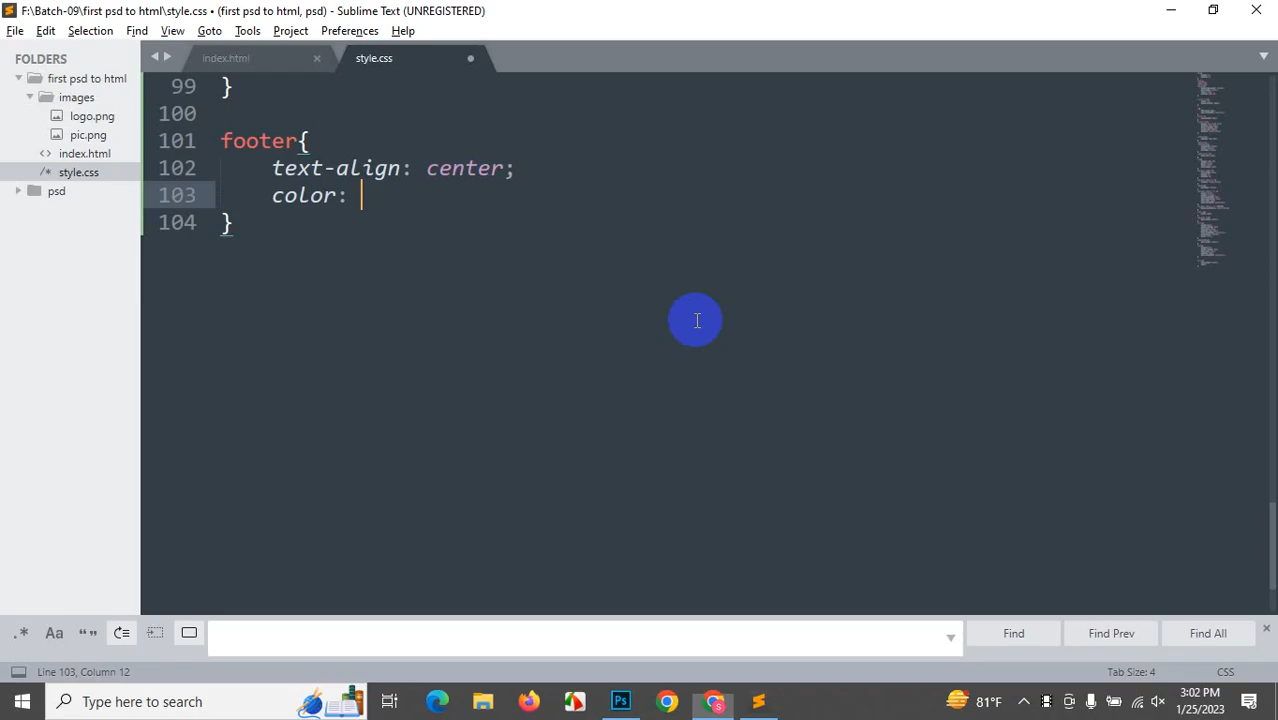 F:\Batch-09\first psd to html\style.css • (first psd to html, psd) - Sublime Text (UNREGISTERED)
File Edit Selection Find View Goto Tools Project Preferences Help
FOLDERS
first psd to html
images
logo.png
pic.png
index.html
style.css
psd
index.html
style.css
99 }
100
101 footer{
102 text-align: center;
103 color:
104 }
.* Aa “ ” Find Find Prev Find All
Line 103, Column 12 Tab Size: 4 CSS
Type here to search
81°F
3:02 PM
1/25/2023